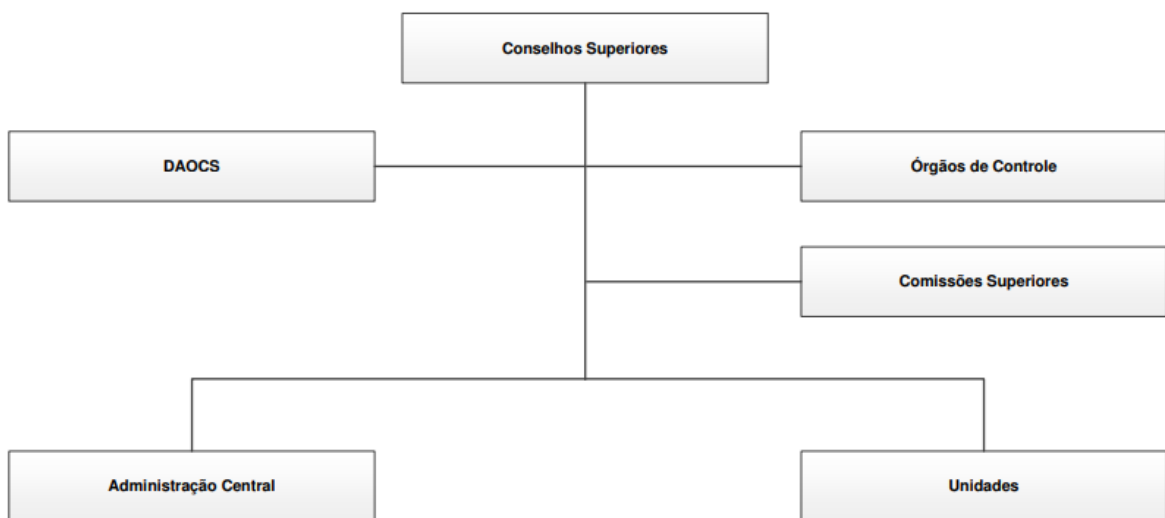 Conselhos Superiores
DAOCS
Órgãos de Controle
Comissões Superiores
Administração Central
Unidades